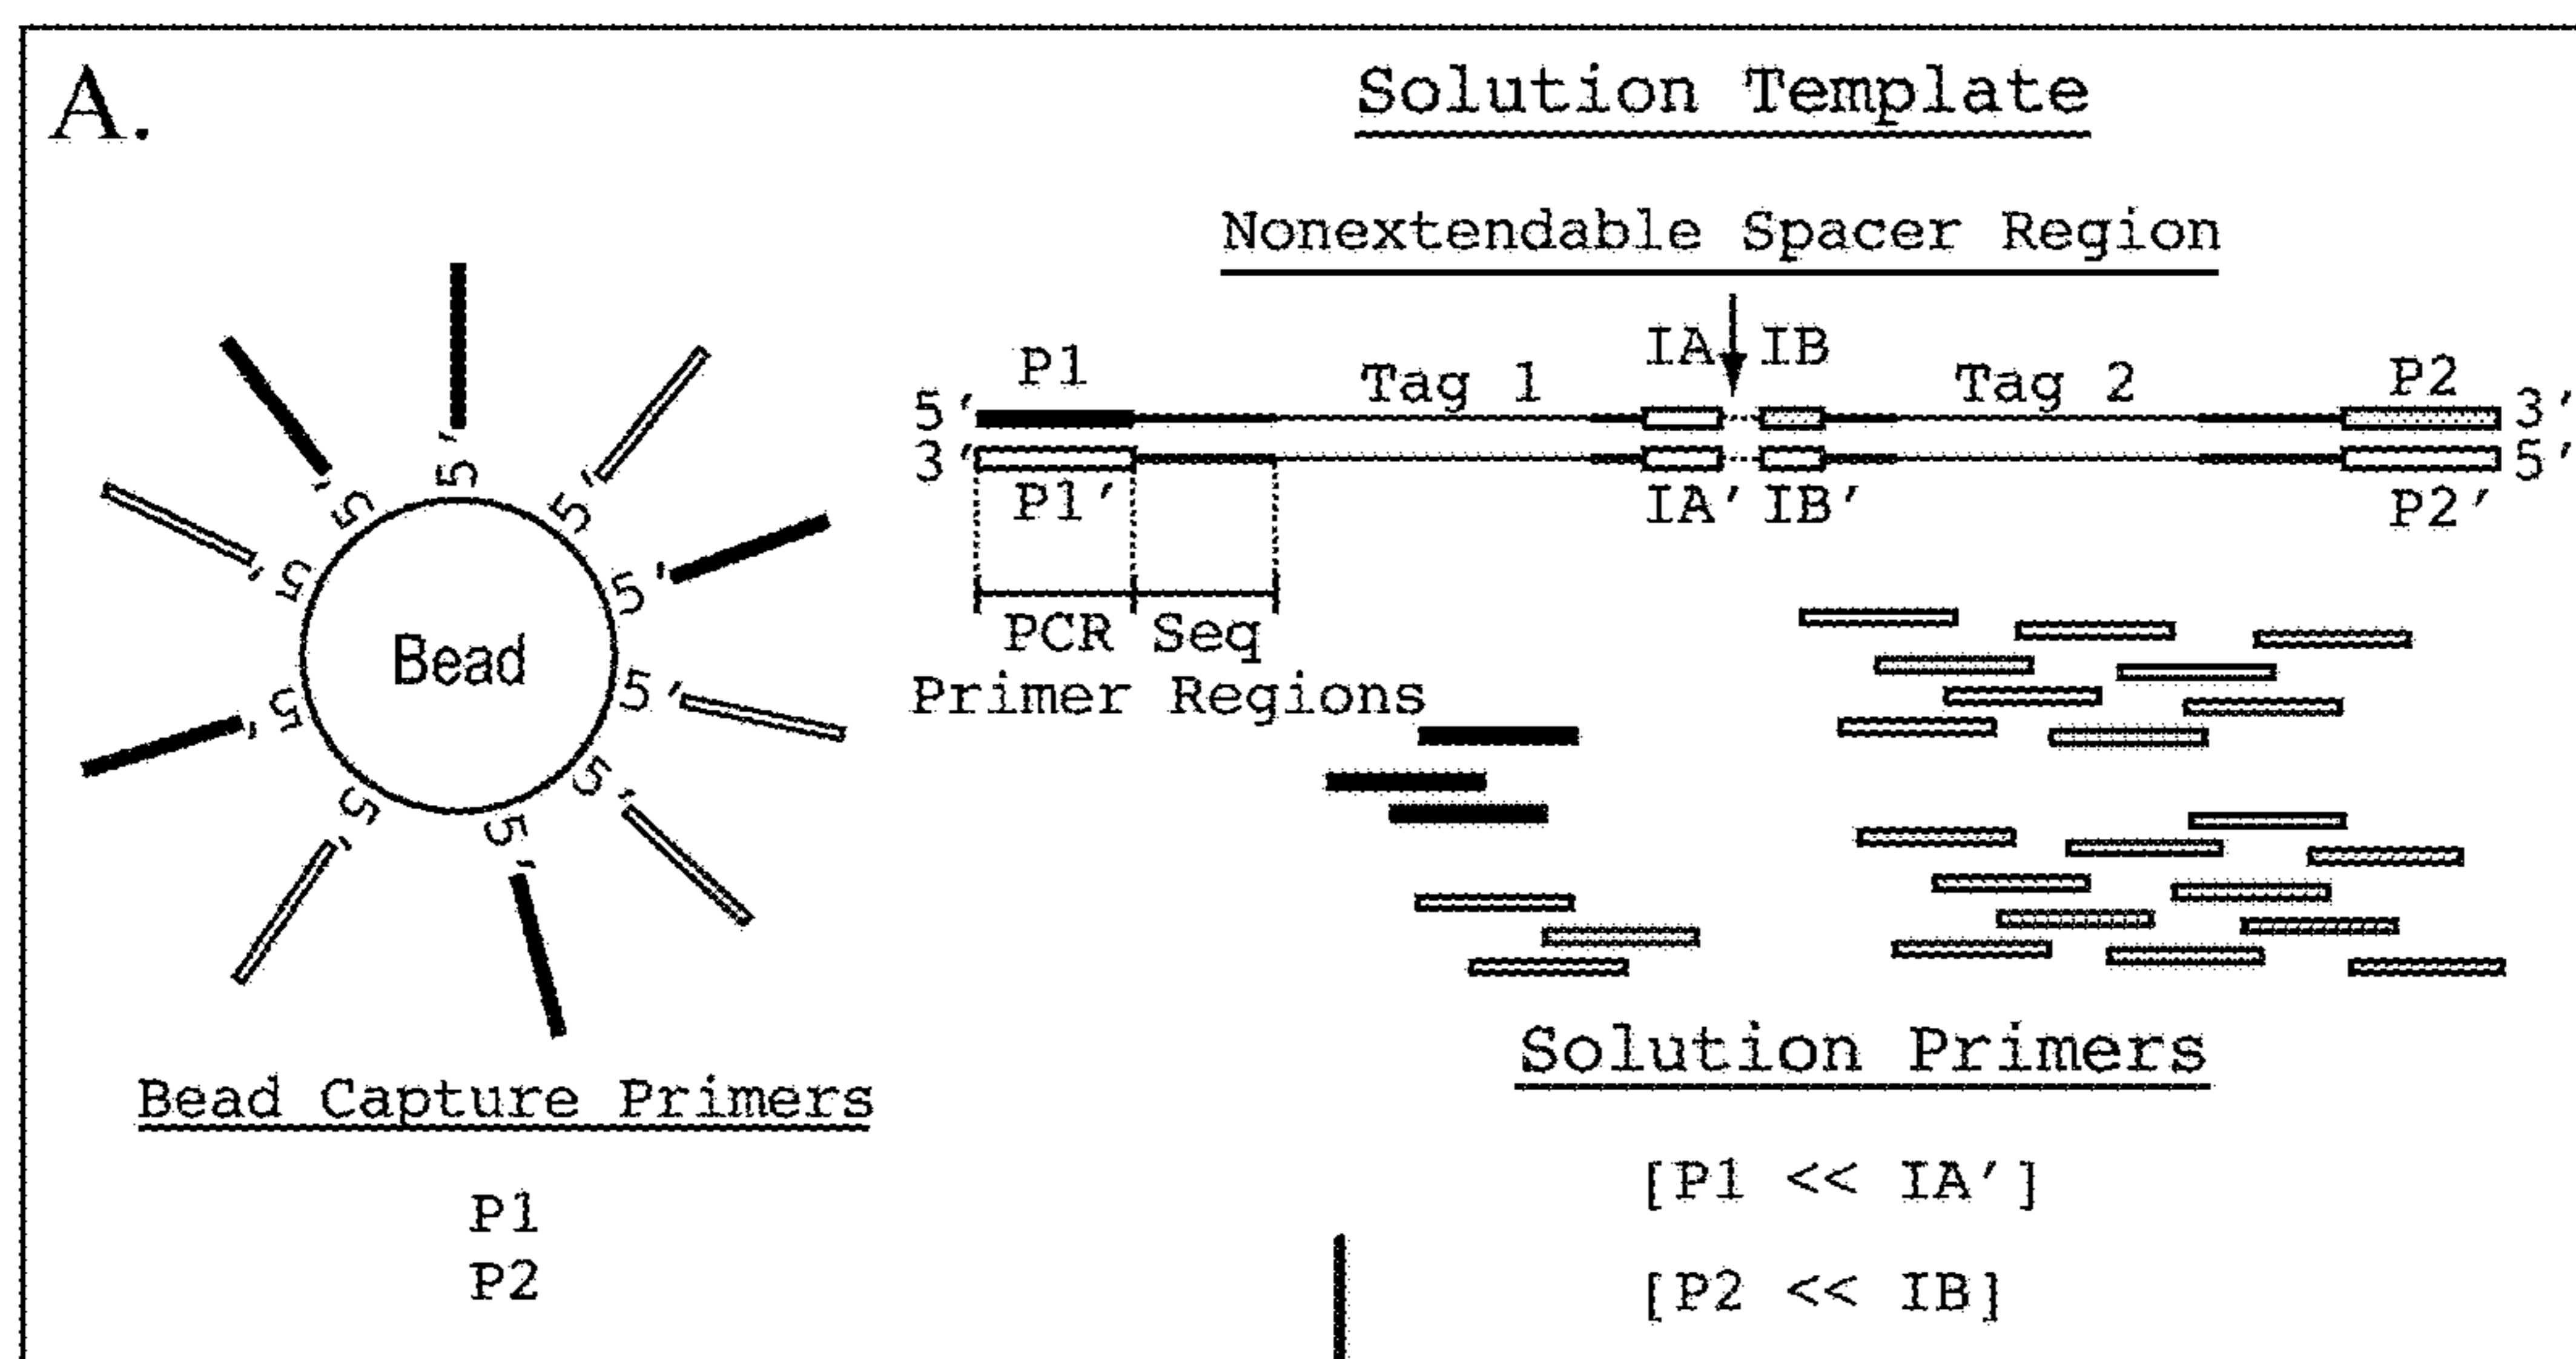 A.
Solution Template
Nonextendable Spacer Region
IA IB
P1 Tag 1 Tag 2 P2
5' 3'
3' 5'
P1' IA' IB' P2'
PCR Seq
Primer Regions
5'
5'
5'
5'
5'
5'
5'
5'
5'
5'
Bead
Solution Primers
Bead Capture Primers
[P1 << IA']
P1
[P2 << IB]
P2